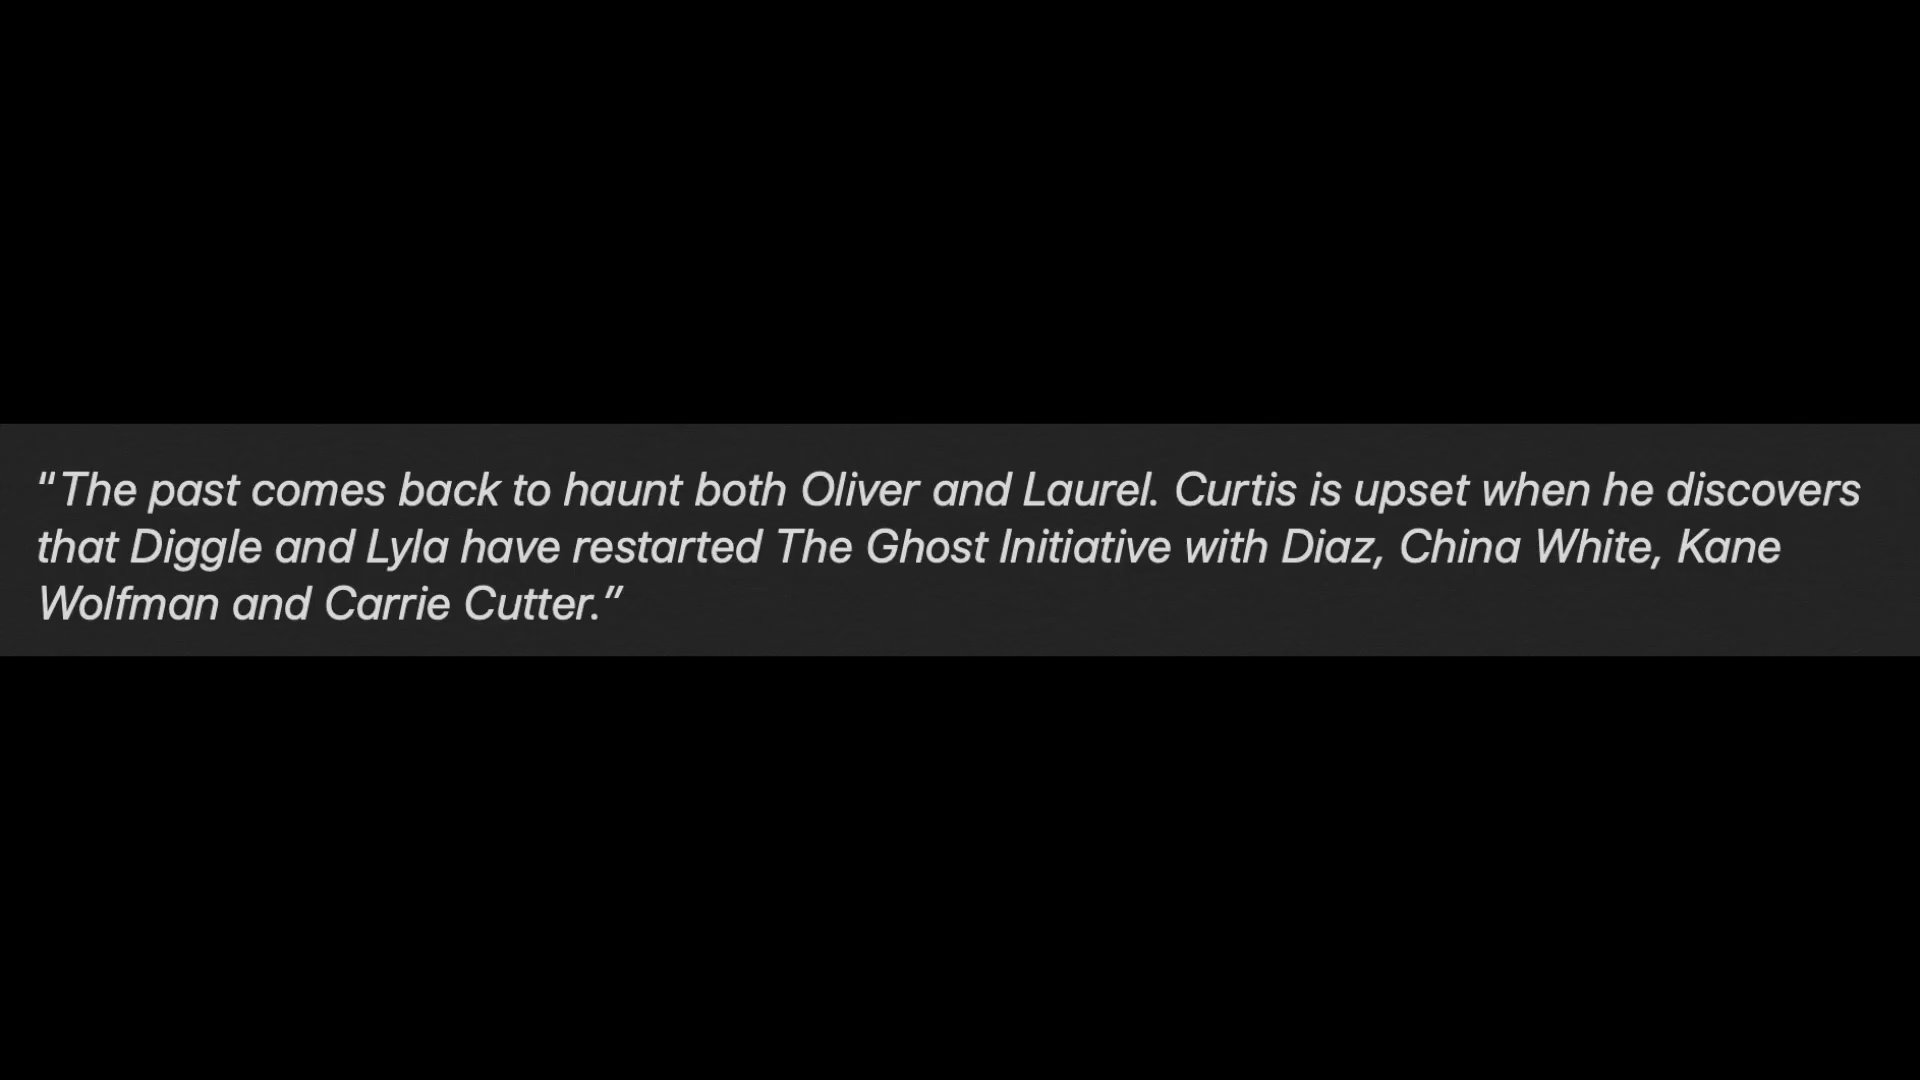 "The past comes back to haunt both Oliver and Laurel. Curtis is upset when he discovers
that Diggle and Lyla have restarted The Ghost Initiative with Diaz, China White, Kane
Wolfman and Carrie Cutter."